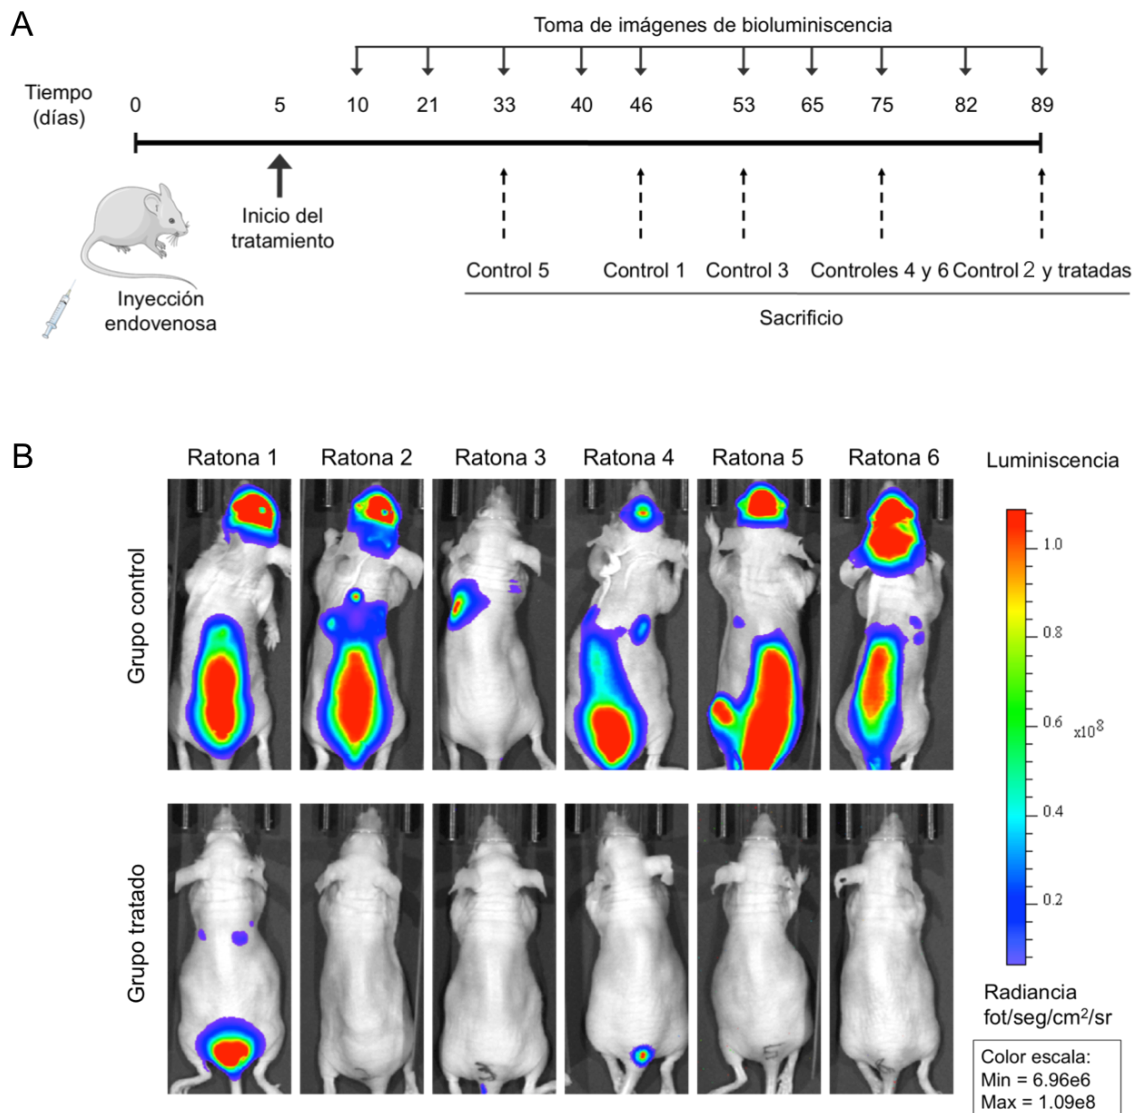 A
Toma de imágenes de bioluminiscencia
Tiempo
(días)
0 5 10 21 33 40 46 53 65 75 82 89
Inicio del
tratamiento
Inyección
endovenosa
Control 5 Control 1 Control 3 Controles 4 y 6 Control 2 y tratadas
Sacrificio
B
Ratona 1 Ratona 2 Ratona 3 Ratona 4 Ratona 5 Ratona 6
Luminiscencia
Grupo control
Grupo tratado
1.0
0.8
0.6
x10⁸
0.4
0.2
Radiancia
fot/seg/cm²/sr
Color escala:
Min = 6.96e6
Max = 1.09e8